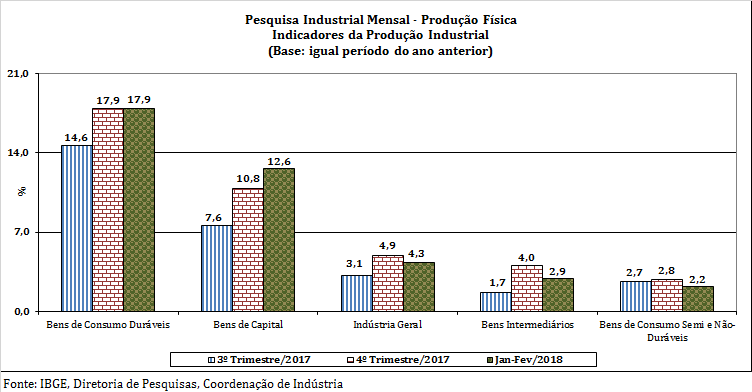 Pesquisa Industrial Mensal - Produção Física
Indicadores da Produção Industrial
(Base: igual período do ano anterior)
21,0
14,0
7,0
0,0
%
14,6
17,9
17,9
7,6
10,8
12,6
3,1
4,9
4,3
1,7
4,0
2,9
2,7
2,8
2,2
Bens de Consumo Duráveis
Bens de Capital
Indústria Geral
Bens Intermediários
Bens de Consumo Semi e Não-
Duráveis
3º Trimestre/2017
4º Trimestre/2017
Jan-Fev/2018
Fonte: IBGE, Diretoria de Pesquisas, Coordenação de Indústria